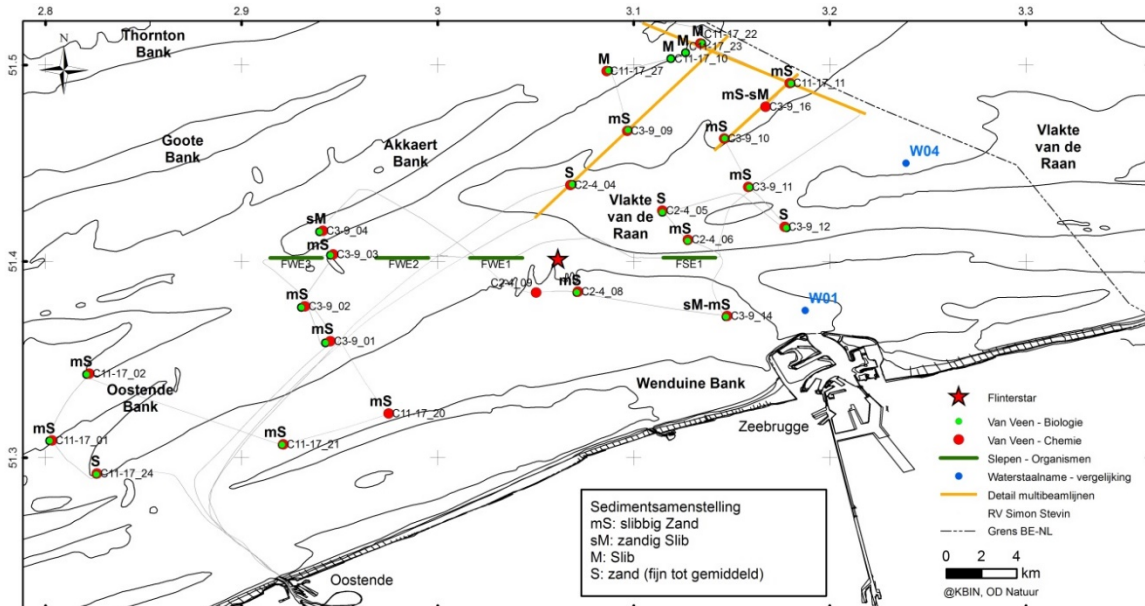 2.8 2.9 3 3.1 3.2 3.3
51.5
51.4
51.3
N
Thornton
Bank
Goote
Bank
Akkaert
Bank
Vlakte
van de
Raan
Vlakte
van de
Raan
Oostende
Bank
Wenduine Bank
Zeebrugge
Oostende
W04
W01
M
C11-17_22
M
C11-17_23
M
C11-17_10
M
C11-17_27
mS
C11-17_11
mS-sM
C3-9_16
mS
C3-9_09
mS
C3-9_10
mS
C3-9_11
S
C2-4_04
S
C2-4_05
S
C3-9_12
mS
C2-4_06
sM
C3-9_04
mS
C3-9_03
FWE3
FWE2
FWE1
FSE1
C2-4_09
mS
C2-4_08
sM-mS
C3-9_14
mS
C3-9_02
mS
C3-9_01
mS
C11-17_02
mS
C11-17_20
mS
C11-17_01
mS
C11-17_21
S
C11-17_24
Sedimentsamenstelling
mS: slibbig Zand
sM: zandig Slib
M: Slib
S: zand (fijn tot gemiddeld)
Flinterstar
Van Veen - Biologie
Van Veen - Chemie
Slepen - Organismen
Waterstaalname - vergelijking
Detail multibeamlijnen
RV Simon Stevin
Grens BE-NL
0 2 4
km
@KBIN, OD Natuur